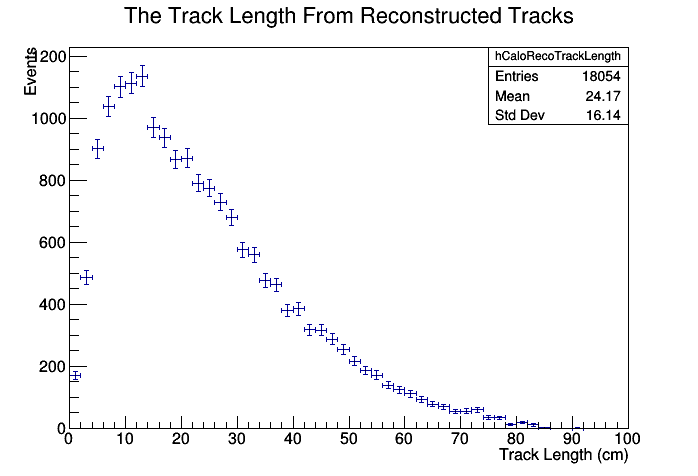 The Track Length From Reconstructed Tracks
Events
hCaloRecoTrackLength
Entries 18054
Mean 24.17
Std Dev 16.14
1200
1000
800
600
400
200
0
0 10 20 30 40 50 60 70 80 90 100
Track Length (cm)